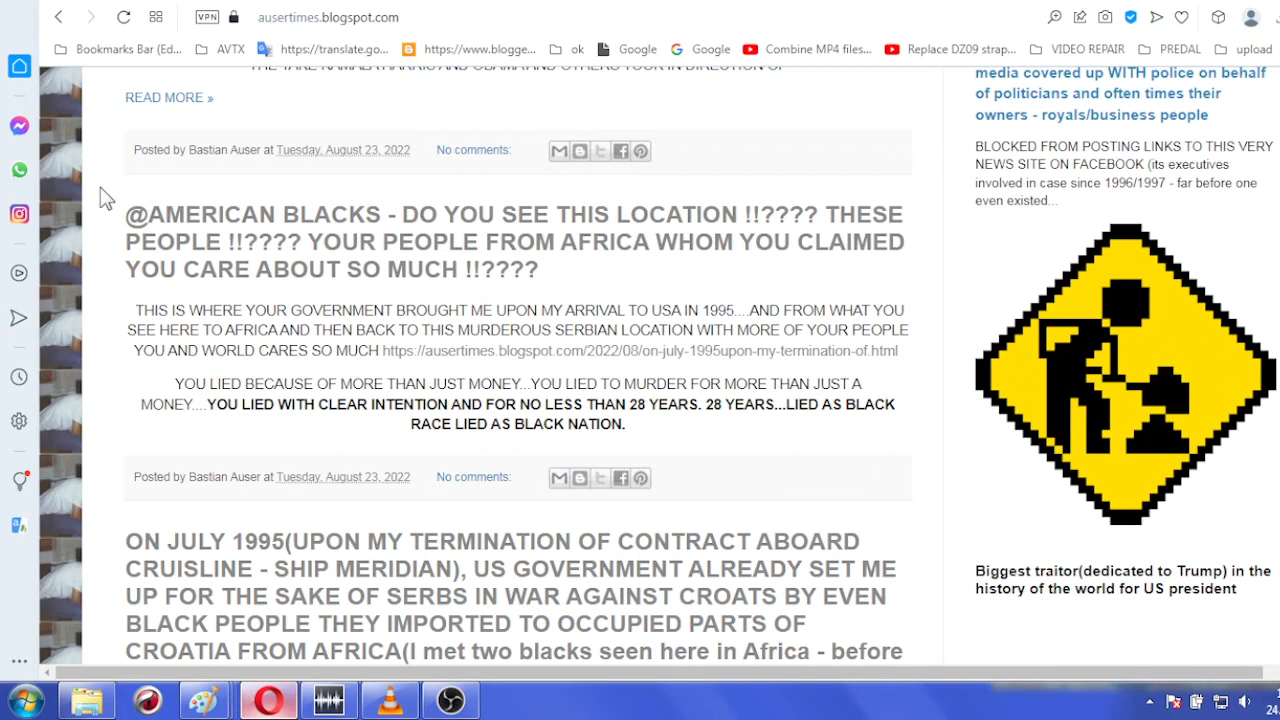 VPN
ausertimes.blogspot.com
Bookmarks Bar (Ed...
AVTX
https://translate.go...
https://www.blogge...
ok
Google
Google
Combine MP4 files...
Replace DZ09 strap...
VIDEO REPAIR
PREDAL
upload
READ MORE »
Posted by Bastian Auser at Tuesday, August 23, 2022
No comments:
@AMERICAN BLACKS - DO YOU SEE THIS LOCATION !!???? THESE
PEOPLE !!???? YOUR PEOPLE FROM AFRICA WHOM YOU CLAIMED
YOU CARE ABOUT SO MUCH !!????
THIS IS WHERE YOUR GOVERNMENT BROUGHT ME UPON MY ARRIVAL TO USA IN 1995....AND FROM WHAT YOU
SEE HERE TO AFRICA AND THEN BACK TO THIS MURDEROUS SERBIAN LOCATION WITH MORE OF YOUR PEOPLE
YOU AND WORLD CARES SO MUCH https://ausertimes.blogspot.com/2022/08/on-july-1995upon-my-termination-of.html
YOU LIED BECAUSE OF MORE THAN JUST MONEY...YOU LIED TO MURDER FOR MORE THAN JUST A
MONEY....YOU LIED WITH CLEAR INTENTION AND FOR NO LESS THAN 28 YEARS. 28 YEARS...LIED AS BLACK
RACE LIED AS BLACK NATION.
Posted by Bastian Auser at Tuesday, August 23, 2022
No comments:
ON JULY 1995(UPON MY TERMINATION OF CONTRACT ABOARD
CRUISLINE - SHIP MERIDIAN), US GOVERNMENT ALREADY SET ME
UP FOR THE SAKE OF SERBS IN WAR AGAINST CROATS BY EVEN
BLACK PEOPLE THEY IMPORTED TO OCCUPIED PARTS OF
CROATIA FROM AFRICA(I met two blacks seen here in Africa - before
media covered up WITH police on behalf
of politicians and often times their
owners - royals/business people
BLOCKED FROM POSTING LINKS TO THIS VERY
NEWS SITE ON FACEBOOK (its executives
involved in case since 1996/1997 - far before one
even existed...
Biggest traitor(dedicated to Trump) in the
history of the world for US president
24.